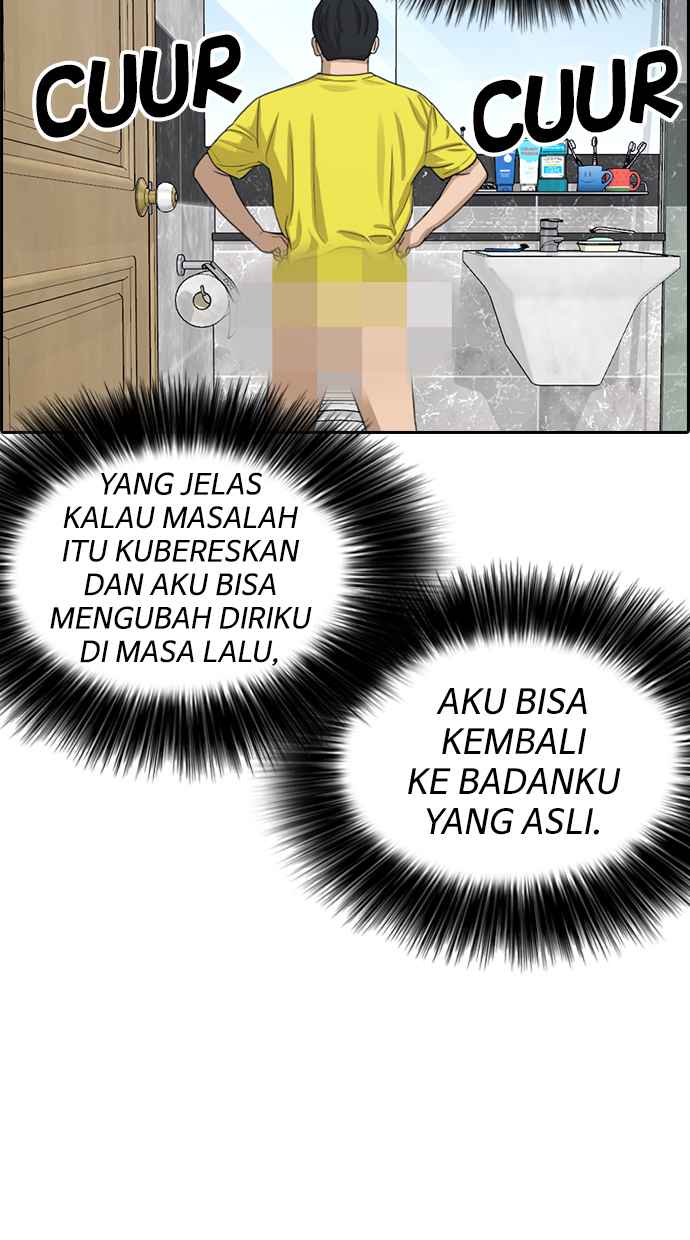 CUUR
CUUR
YANG JELAS
KALAU MASALAH
ITU KUBERESKAN
DAN AKU BISA
MENGUBAH DIRIKU
DI MASA LALU,
AKU BISA
KEMBALI
KE BADANKU
YANG ASLI.